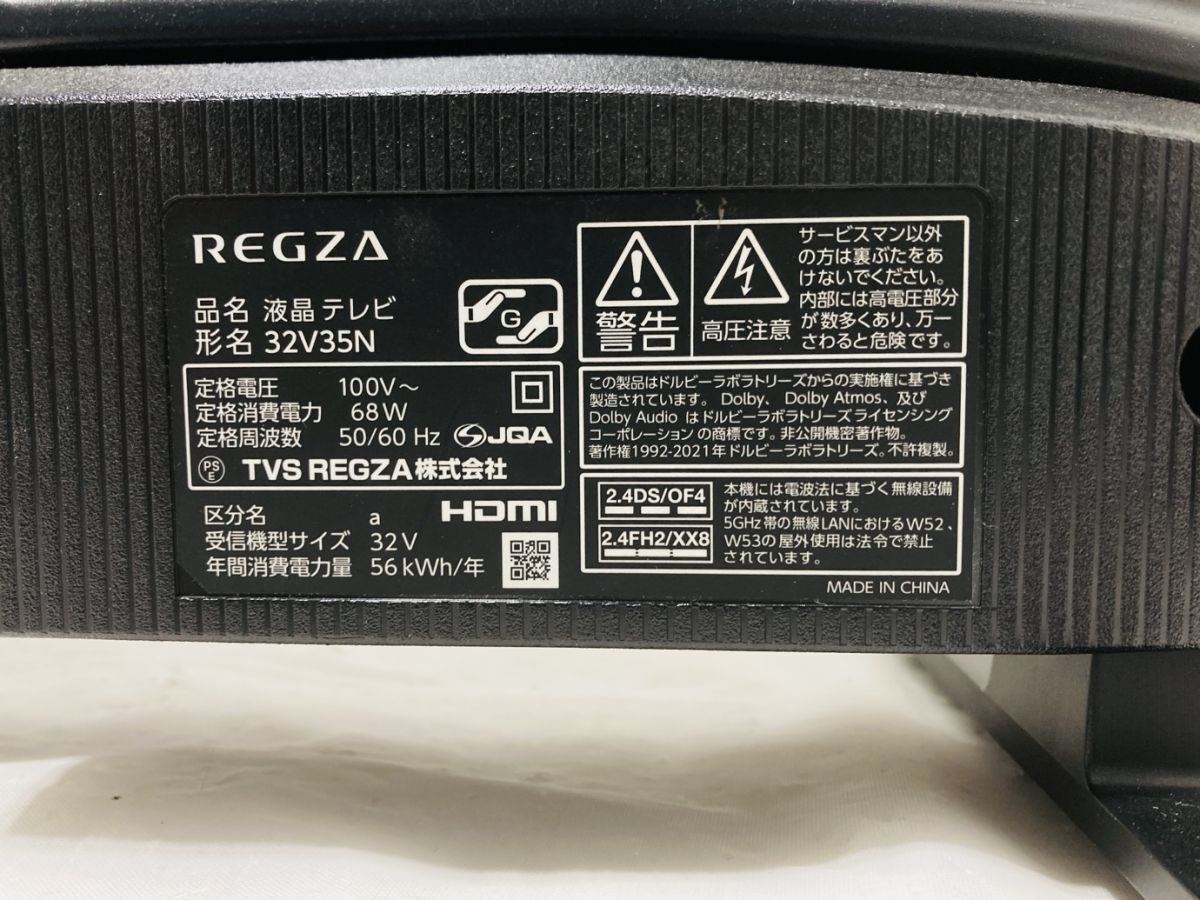 REGZA
品名 液晶テレビ
形名 32V35N
G
定格電圧 100V～
定格消費電力 68W
定格周波数 50/60 Hz JQA
PSE TVS REGZA株式会社
HDMI
区分名 a
受信機型サイズ 32V
年間消費電力量 56kWh/年
警告
高圧注意
サービスマン以外
の方は裏ぶたをあ
けないでください。
内部には高電圧部分
が数多くあり、万一
さわると危険です。
この製品はドルビーラボラトリーズからの実施権に基づき
製造されています。Dolby、Dolby Atmos、及び
Dolby Audio はドルビーラボラトリーズライセンシング
コーポレーションの商標です。非公開機密著作物。
著作権1992-2021年ドルビーラボラトリーズ。不許複製。
2.4DS/OF4
2.4FH2/XX8
本機には電波法に基づく無線設備
が内蔵されています。
5GHz帯の無線LANにおけるW52、
W53の屋外使用は法令で禁止
されています。
MADE IN CHINA